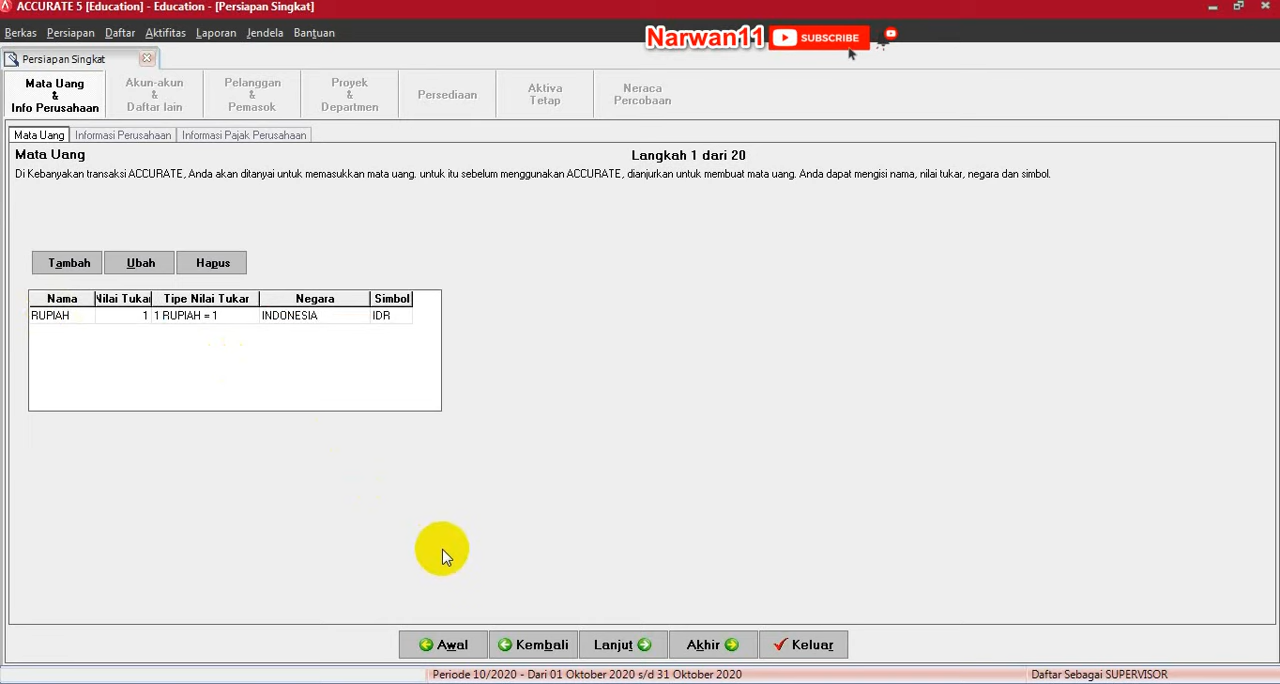 ACCURATE 5 [Education] - Education - [Persiapan Singkat]
Berkas Persiapan Daftar Aktifitas Laporan Jendela Bantuan
Narwan11 SUBSCRIBE
Persiapan Singkat
Mata Uang & Info Perusahaan
Akun-akun & Daftar lain
Pelanggan & Pemasok
Proyek & Departmen
Persediaan
Aktiva Tetap
Neraca Percobaan
Mata Uang Informasi Perusahaan Informasi Pajak Perusahaan
Mata Uang Langkah 1 dari 20
Di Kebanyakan transaksi ACCURATE, Anda akan ditanyai untuk memasukkan mata uang. untuk itu sebelum menggunakan ACCURATE, dianjurkan untuk membuat mata uang. Anda dapat mengisi nama, nilai tukar, negara dan simbol.
Tambah Ubah Hapus
Nama Nilai Tukar Tipe Nilai Tukar Negara Simbol
RUPIAH 1 1 RUPIAH = 1 INDONESIA IDR
Awal Kembali Lanjut Akhir Keluar
Periode 10/2020 - Dari 01 Oktober 2020 s/d 31 Oktober 2020 Daftar Sebagai SUPERVISOR